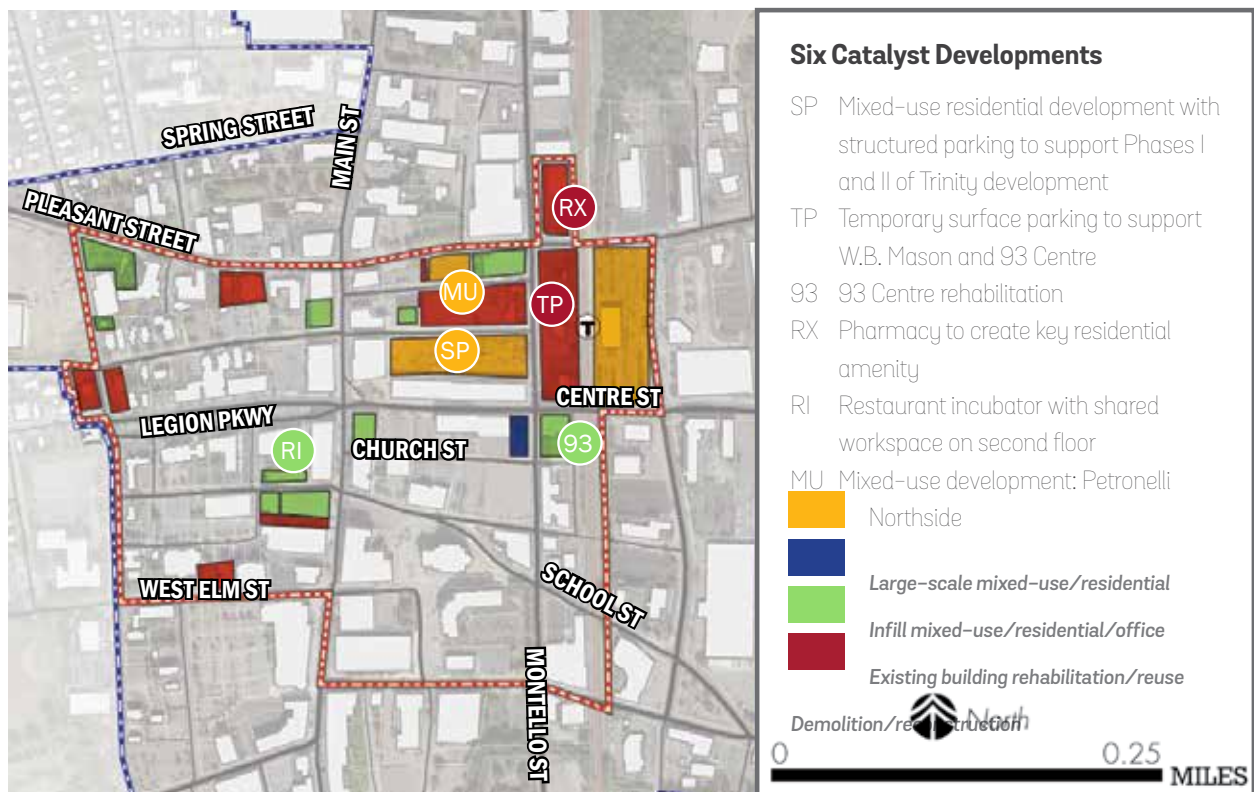 SPRING STREET
MAIN ST
PLEASANT STREET
RX
MU
TP
T
SP
CENTRE ST
LEGION PKWY
RI
CHURCH ST
93
WEST ELM ST
SCHOOL ST
MONTELLO ST
Six Catalyst Developments
SP Mixed-use residential development with
structured parking to support Phases I
and II of Trinity development
TP Temporary surface parking to support
W.B. Mason and 93 Centre
93 93 Centre rehabilitation
RX Pharmacy to create key residential
amenity
RI Restaurant incubator with shared
workspace on second floor
MU Mixed-use development: Petronelli
Northside
Large-scale mixed-use/residential
Infill mixed-use/residential/office
Existing building rehabilitation/reuse
Demolition/reconstruction
North
0 0.25
MILES